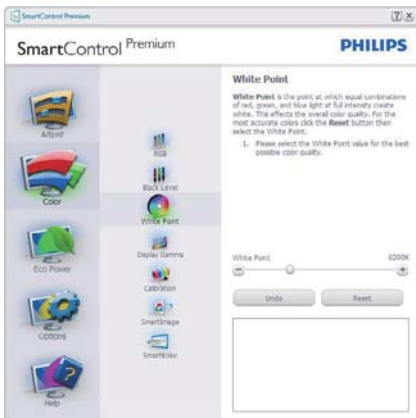 SmartControl Premium
SmartControl Premium
PHILIPS
Adjust
Color
Eco Power
Options
Help
RGB
Black Level
White Point
Display Gamma
Calibration
SmartImage
SmartKolor
White Point
White Point is the point at which equal combinations
of red, green, and blue light at full intensity create
white. This effects the overall color quality. For the
most accurate colors click the Reset button then
select the White Point.
1. Please select the White Point value for the best
possible color quality.
White Point
6500K
Undo
Reset